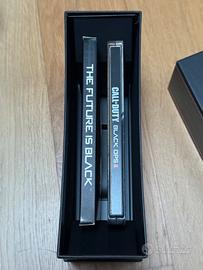 THE FUTURE IS BLACK
CALL OF DUTY
BLACK OPS II